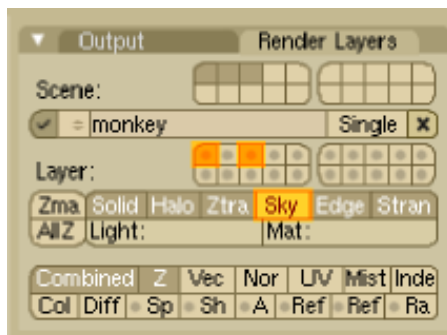 Output Render Layers
Scene:
monkey Single
Layer:
Zma Solid Halo Ztra Sky Edge Stran
AllZ Light: Mat:
Combined Z Vec Nor UV Mist Inde
Col Diff Sp Sh A Ref Ref Ra